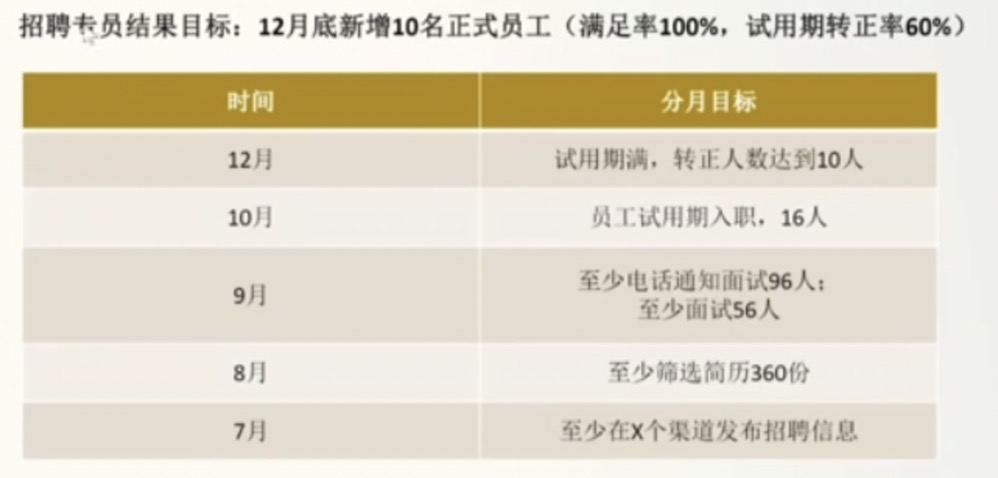 招聘专员结果目标：12月底新增10名正式员工（满足率100%，试用期转正率60%）
时间 分月目标
12月 试用期满，转正人数达到10人
10月 员工试用期入职，16人
9月 至少电话通知面试96人；
至少面试56人
8月 至少筛选简历360份
7月 至少在X个渠道发布招聘信息